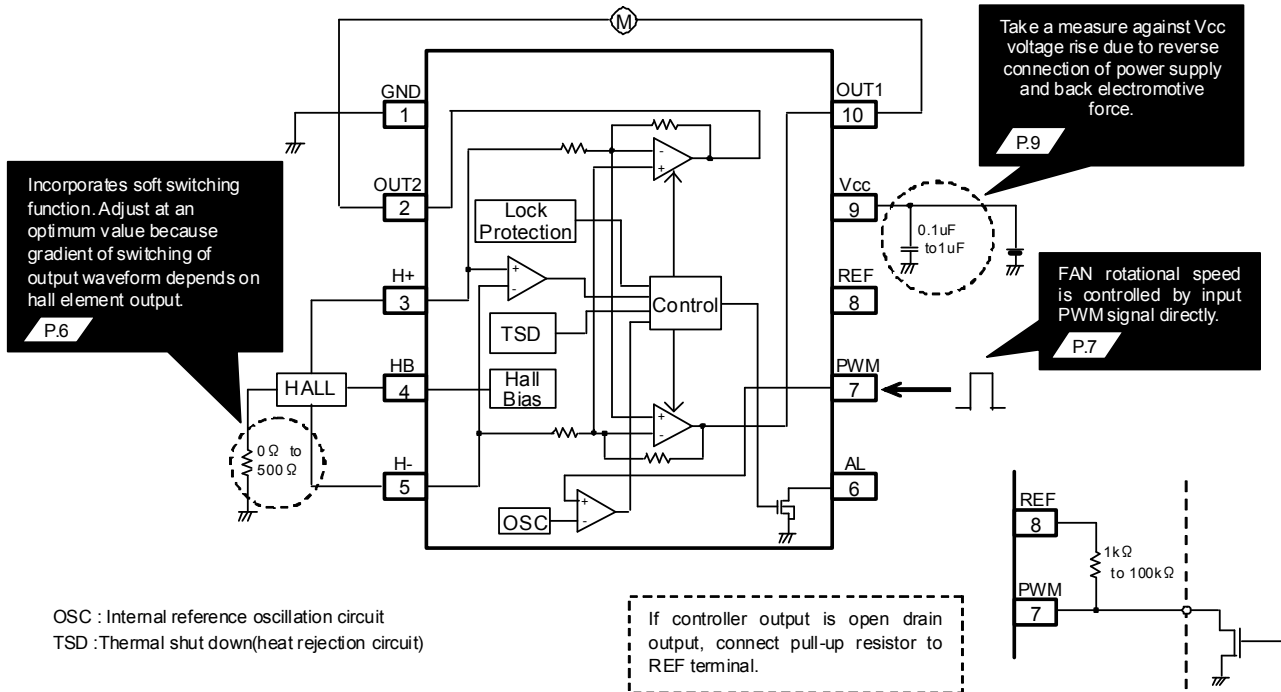 M
Take a measure against Vcc
voltage rise due to reverse
connection of power supply
and back electromotive
force.
P.9
GND
1
OUT1
10
Incorporates soft switching
function. Adjust at an
optimum value because
gradient of switching of
output waveform depends on
hall element output.
P.6
OUT2
2
-
+
Vcc
9
0.1uF
to1uF
Lock
Protection
H+
3
+
-
Control
REF
8
FAN rotational speed
is controlled by input
PWM signal directly.
P.7
TSD
HALL
HB
4
Hall
Bias
PWM
7
+
-
0Ω to
500Ω
H-
5
AL
6
OSC
+
-
REF
8
1kΩ
to 100kΩ
PWM
7
OSC : Internal reference oscillation circuit
TSD :Thermal shut down(heat rejection circuit)
If controller output is open drain
output, connect pull-up resistor to
REF terminal.